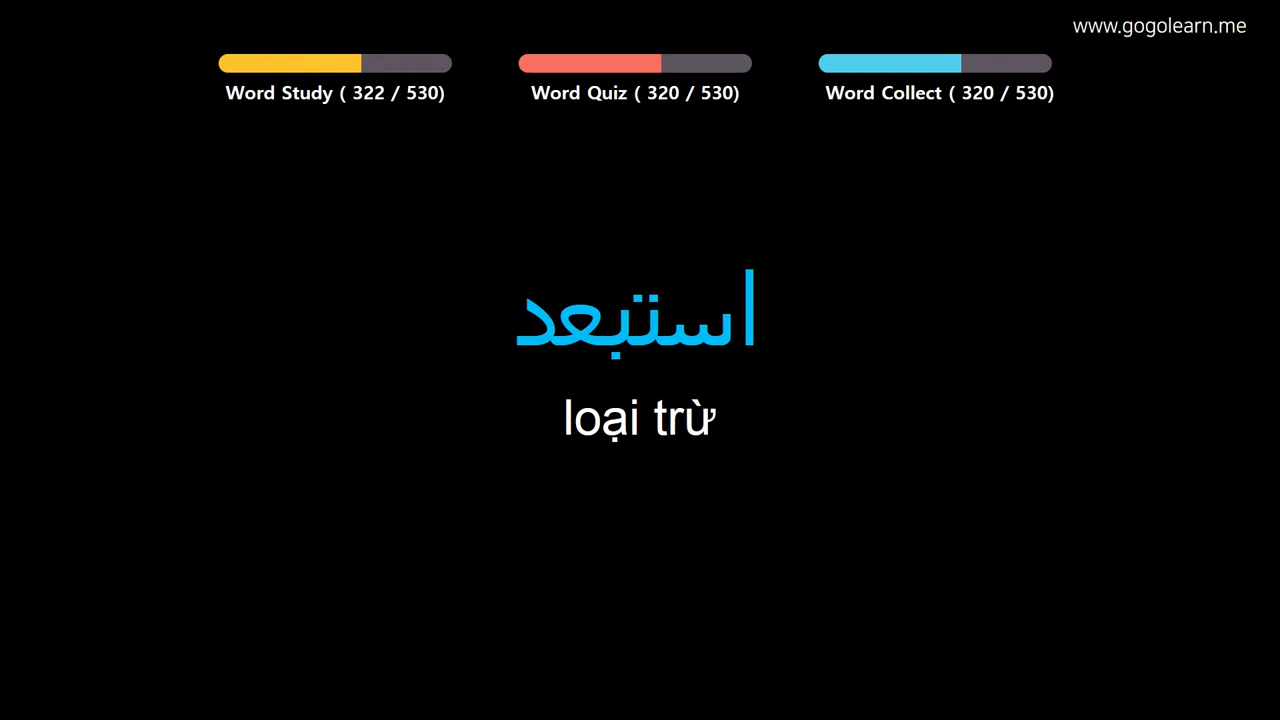 www.gogolearn.me
Word Study ( 322 / 530)
Word Quiz ( 320 / 530)
Word Collect ( 320 / 530)
استبعد
loại trừ